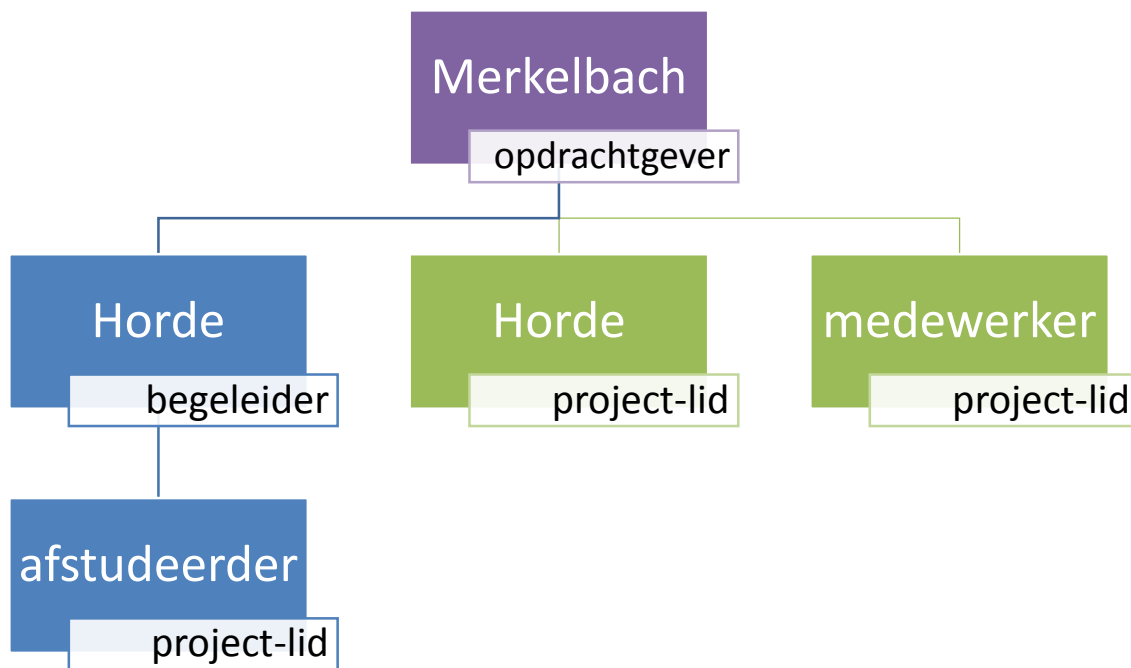 Merkelbach
opdrachtgever
Horde
begeleider
Horde
project-lid
medewerker
project-lid
afstudeerder
project-lid